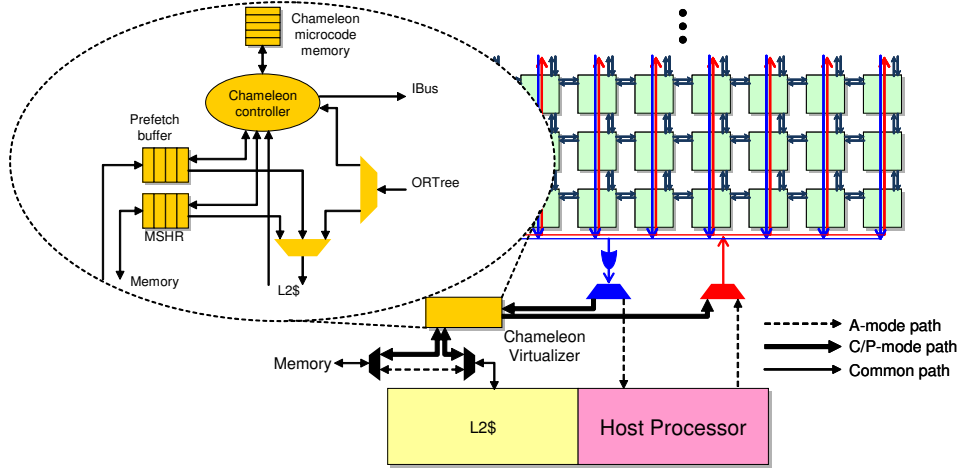 Chameleon
microcode
memory
Chameleon
controller
IBus
Prefetch
buffer
ORTree
MSHR
Memory
L2$
Chameleon
Virtualizer
A-mode path
C/P-mode path
Common path
Memory
L2$
Host Processor